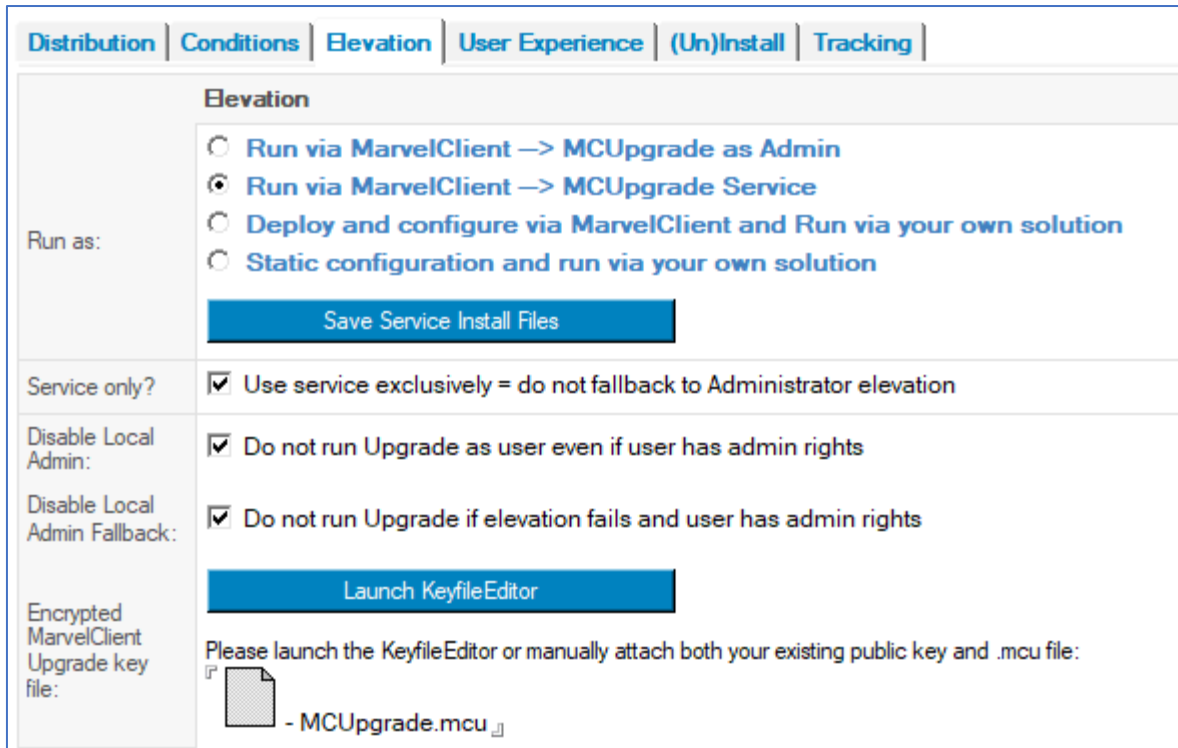 Distribution | Conditions | Elevation | User Experience | (Un)Install | Tracking |
Elevation
Run as:
Run via MarvelClient —> MCUpgrade as Admin
Run via MarvelClient —> MCUpgrade Service
Deploy and configure via MarvelClient and Run via your own solution
Static configuration and run via your own solution
Save Service Install Files
Service only?
Use service exclusively = do not fallback to Administrator elevation
Disable Local
Admin:
Do not run Upgrade as user even if user has admin rights
Disable Local
Admin Fallback:
Do not run Upgrade if elevation fails and user has admin rights
Encrypted
MarvelClient
Upgrade key
file:
Launch KeyfileEditor
Please launch the KeyfileEditor or manually attach both your existing public key and .mcu file:
- MCUpgrade.mcu